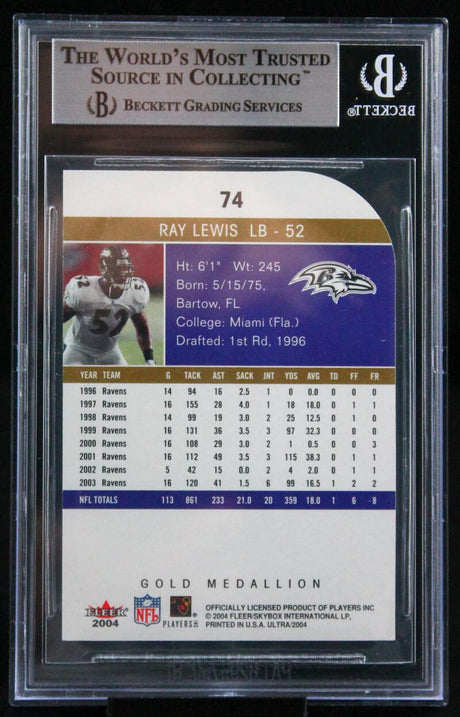 THE WORLD'S MOST TRUSTED
SOURCE IN COLLECTING™
B BECKETT GRADING SERVICES
B
BECKETT™
74
RAY LEWIS LB - 52
52
Ht: 6'1" Wt: 245
Born: 5/15/75,
Bartow, FL
College: Miami (Fla.)
Drafted: 1st Rd, 1996
YEAR TEAM G TACK AST SACK INT YDS AVG TD FF FR
1996 Ravens 14 94 16 2.5 1 0 0.0 0 0 0
1997 Ravens 16 155 28 4.0 1 18 18.0 0 1 1
1998 Ravens 14 99 19 3.0 2 25 12.5 0 1 0
1999 Ravens 16 131 36 3.5 3 97 32.3 0 1 0
2000 Ravens 16 108 29 3.0 2 1 0.5 0 0 3
2001 Ravens 16 112 49 3.5 3 115 38.3 0 1 1
2002 Ravens 5 42 15 0.0 2 4 2.0 0 1 1
2003 Ravens 16 120 41 1.5 6 99 16.5 1 2 2
NFL TOTALS 113 861 233 21.0 20 359 18.0 1 6 8
GOLD MEDALLION
FLEER
2004
NFL
PLAYERS
OFFICIALLY LICENSED PRODUCT OF PLAYERS INC
© 2004 FLEER/SKYBOX INTERNATIONAL LP,
PRINTED IN U.S.A. ULTRA/2004